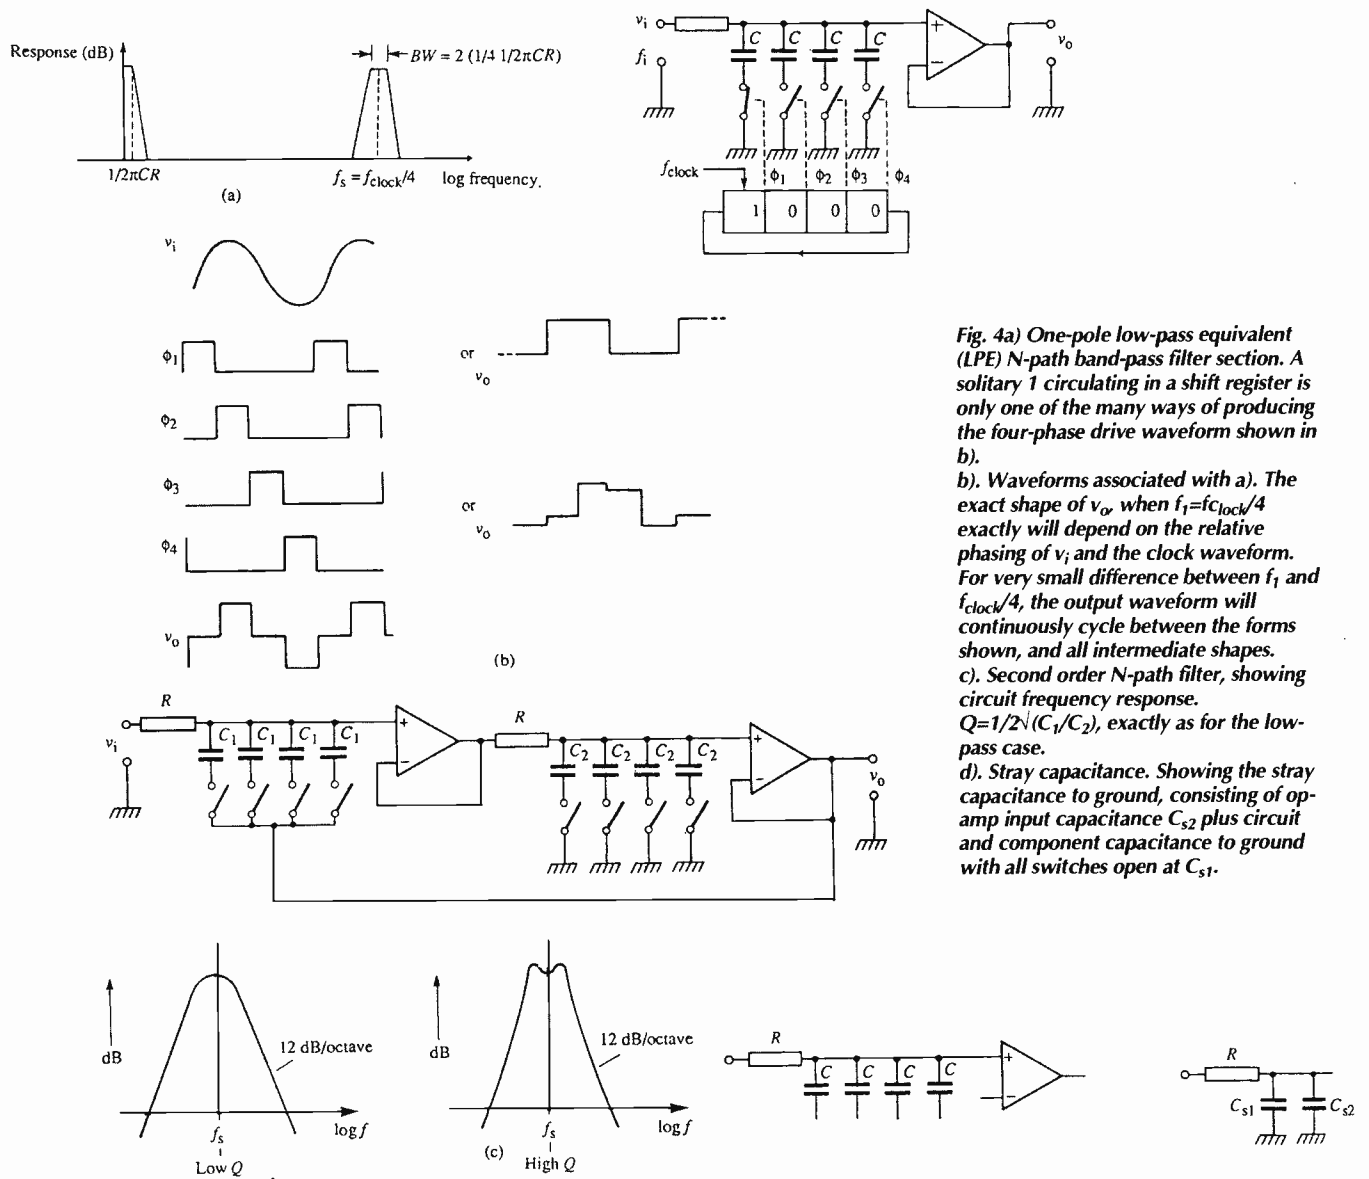 Response (dB)
BW = 2 (1/4 1/2πCR)
1/2πCR
f_s = f_clock/4
log frequency.
(a)
v_i
f_i
C C C C
+
−
v_o
f_clock
ϕ1 ϕ2 ϕ3 ϕ4
1 0 0 0
v_i
ϕ1
ϕ2
ϕ3
ϕ4
v_o
or
v_o
or
v_o
(b)
Fig. 4a) One-pole low-pass equivalent
(LPE) N-path band-pass filter section. A
solitary 1 circulating in a shift register is
only one of the many ways of producing
the four-phase drive waveform shown in
b).
b). Waveforms associated with a). The
exact shape of v_o, when f_1=fc_lock/4
exactly will depend on the relative
phasing of v_i and the clock waveform.
For very small difference between f_1 and
f_clock/4, the output waveform will
continuously cycle between the forms
shown, and all intermediate shapes.
c). Second order N-path filter, showing
circuit frequency response.
Q=1/2√(C_1/C_2), exactly as for the low-
pass case.
d). Stray capacitance. Showing the stray
capacitance to ground, consisting of op-
amp input capacitance C_s2 plus circuit
and component capacitance to ground
with all switches open at C_s1.
R
v_i
C_1 C_1 C_1 C_1
+
−
R
C_2 C_2 C_2 C_2
+
−
v_o
dB
12 dB/octave
f_s
log f
Low Q
dB
12 dB/octave
f_s
log f
High Q
(c)
R
C C C C
+
−
R
C_s1
C_s2